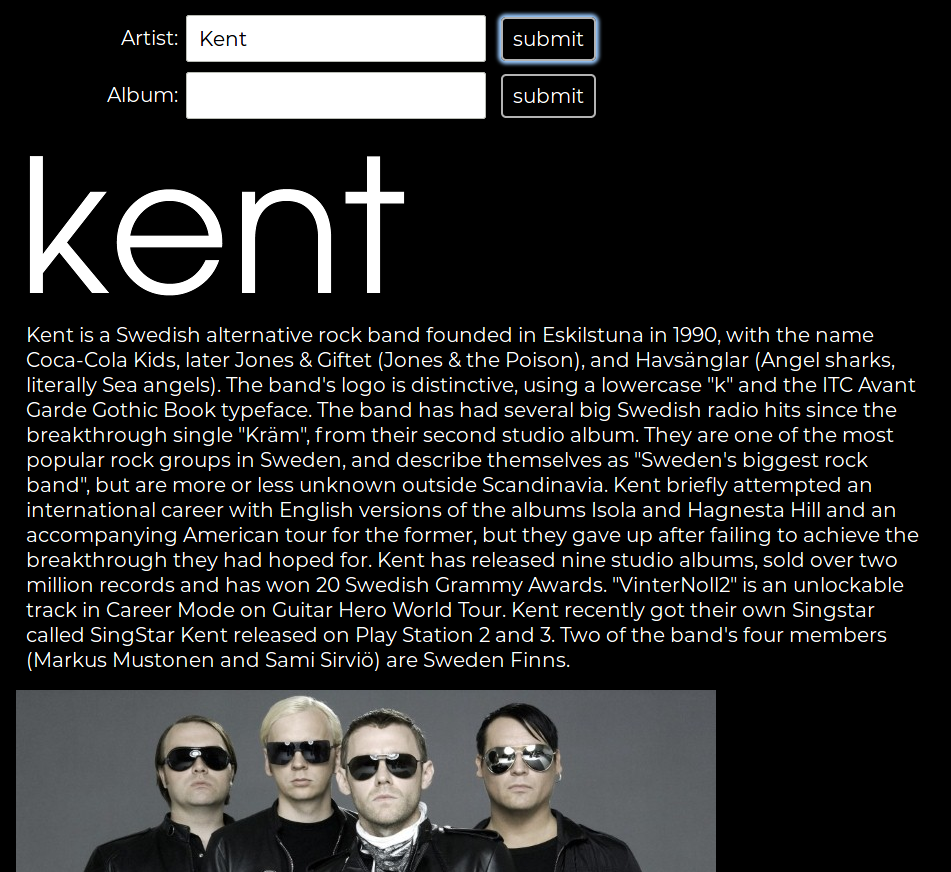 Artist: Kent submit
Album: submit
kent
Kent is a Swedish alternative rock band founded in Eskilstuna in 1990, with the name
Coca-Cola Kids, later Jones & Giftet (Jones & the Poison), and Havsänglar (Angel sharks,
literally Sea angels). The band's logo is distinctive, using a lowercase "k" and the ITC Avant
Garde Gothic Book typeface. The band has had several big Swedish radio hits since the
breakthrough single "Kräm", from their second studio album. They are one of the most
popular rock groups in Sweden, and describe themselves as "Sweden's biggest rock
band", but are more or less unknown outside Scandinavia. Kent briefly attempted an
international career with English versions of the albums Isola and Hagnesta Hill and an
accompanying American tour for the former, but they gave up after failing to achieve the
breakthrough they had hoped for. Kent has released nine studio albums, sold over two
million records and has won 20 Swedish Grammy Awards. "VinterNoll2" is an unlockable
track in Career Mode on Guitar Hero World Tour. Kent recently got their own Singstar
called SingStar Kent released on Play Station 2 and 3. Two of the band's four members
(Markus Mustonen and Sami Sirviö) are Sweden Finns.